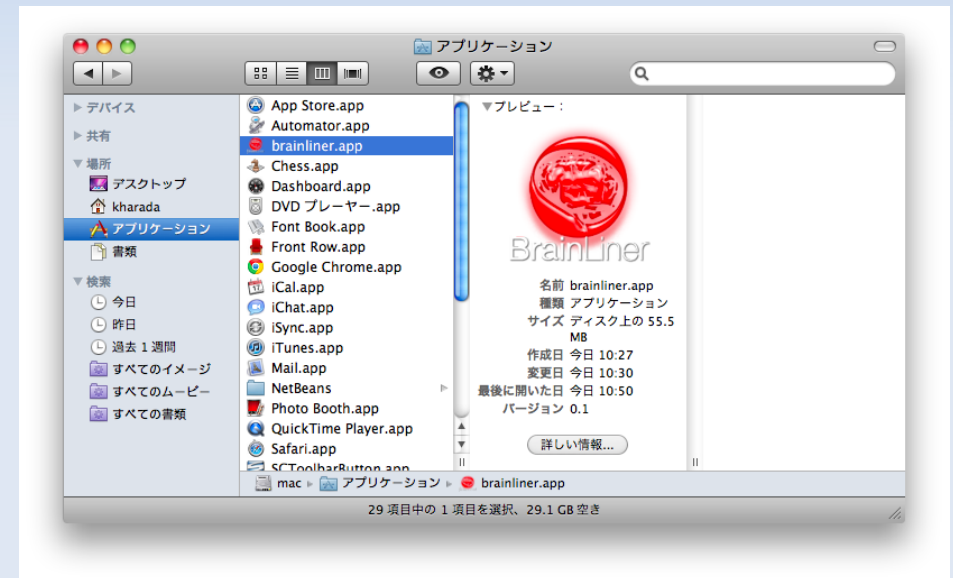 アプリケーション
▶ デバイス
▶ 共有
▼ 場所
デスクトップ
kharada
アプリケーション
書類
▼ 検索
今日
昨日
過去 1 週間
すべてのイメージ
すべてのムービー
すべての書類
App Store.app
Automator.app
brainliner.app
Chess.app
Dashboard.app
DVD プレーヤー.app
Font Book.app
Front Row.app
Google Chrome.app
iCal.app
iChat.app
iSync.app
iTunes.app
Mail.app
NetBeans
Photo Booth.app
QuickTime Player.app
Safari.app
SCToolbarButton.app
▼プレビュー：
BrainLiner
名前 brainliner.app
種類 アプリケーション
サイズ ディスク上の 55.5
MB
作成日 今日 10:27
変更日 今日 10:30
最後に開いた日 今日 10:50
バージョン 0.1
詳しい情報...
mac ▸ アプリケーション ▸ brainliner.app
29 項目中の 1 項目を選択、29.1 GB 空き